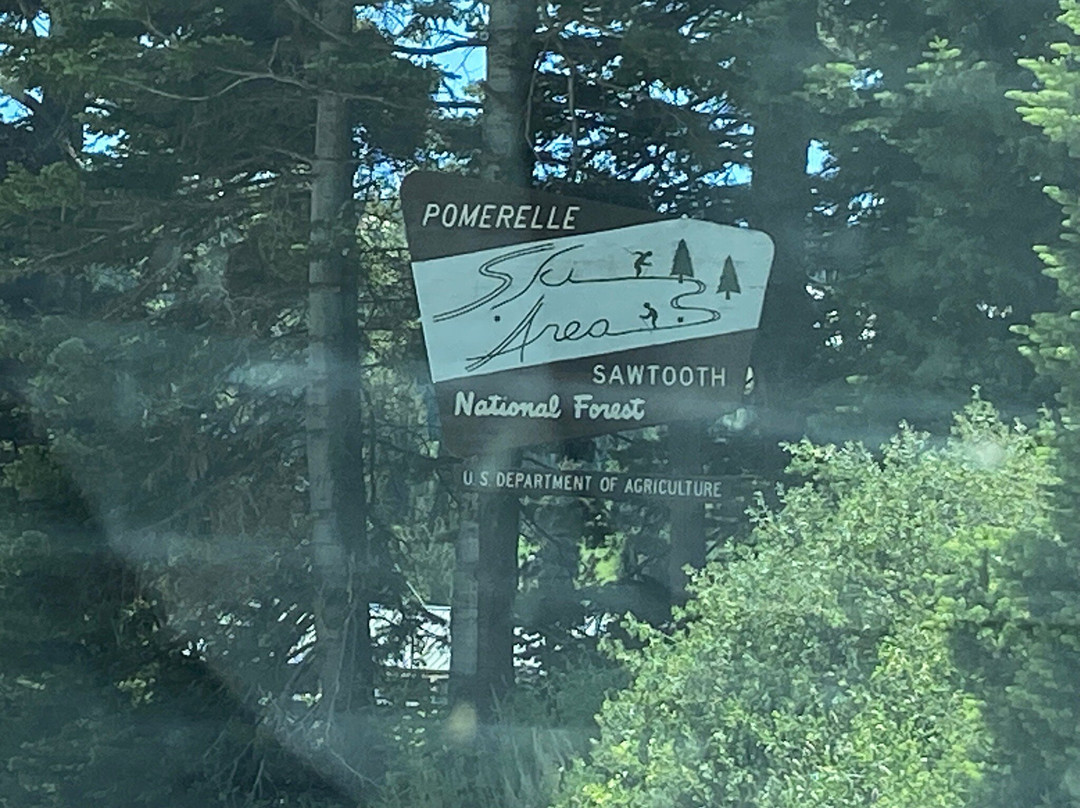 POMERELLE
Ski
Area
SAWTOOTH
National Forest
U.S DEPARTMENT OF AGRICULTURE